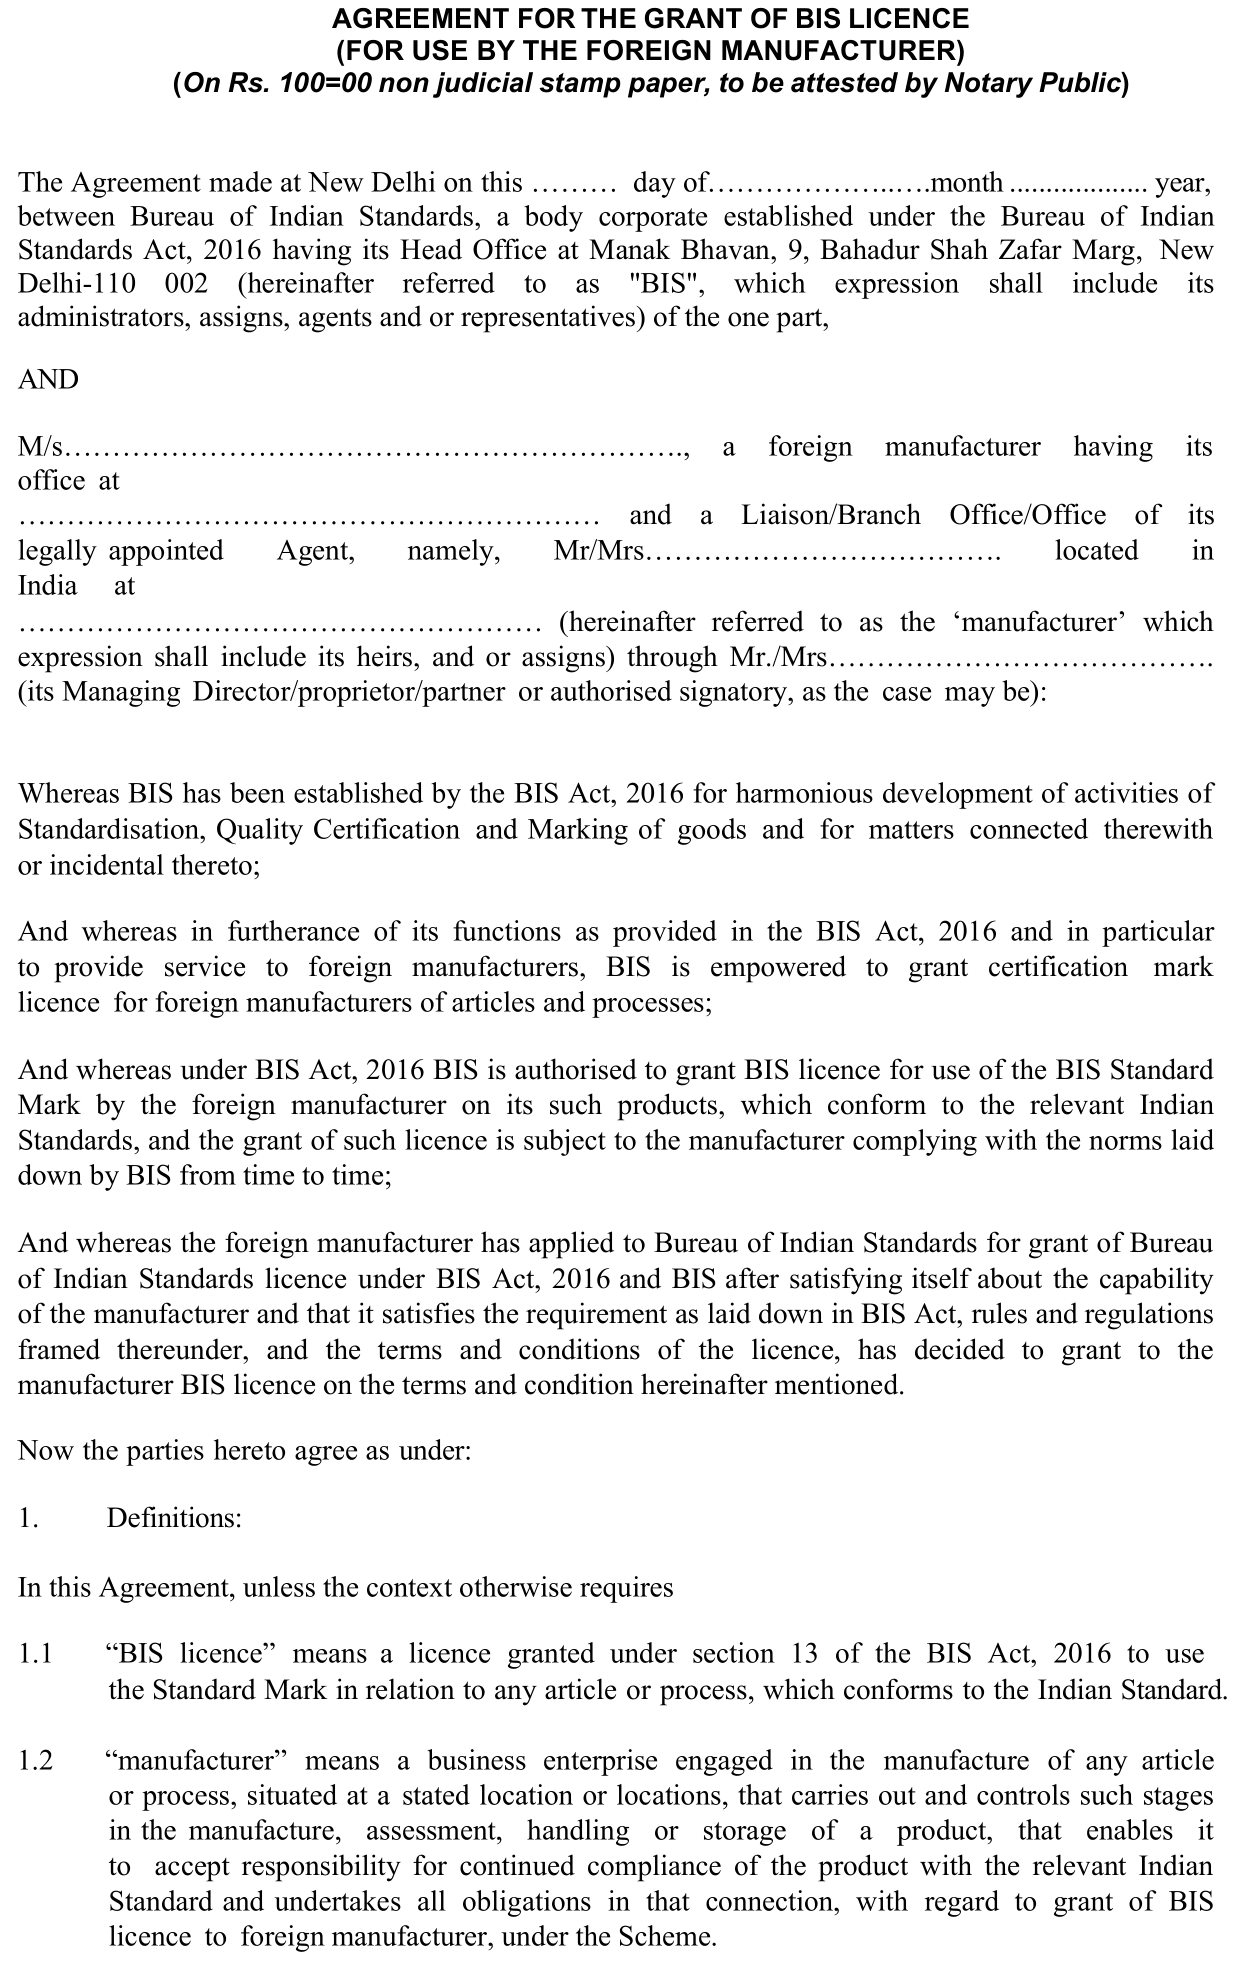 AGREEMENT FOR THE GRANT OF BIS LICENCE
(FOR USE BY THE FOREIGN MANUFACTURER)
(On Rs. 100=00 non judicial stamp paper, to be attested by Notary Public)
The Agreement made at New Delhi on this ……… day of………………...…month ................... year,
between Bureau of Indian Standards, a body corporate established under the Bureau of Indian
Standards Act, 2016 having its Head Office at Manak Bhavan, 9, Bahadur Shah Zafar Marg, New
Delhi-110 002 (hereinafter referred to as "BIS", which expression shall include its
administrators, assigns, agents and or representatives) of the one part,
AND
M/s………………………………………………………., a foreign manufacturer having its
office at
…………………………………………………… and a Liaison/Branch Office/Office of its
legally appointed Agent, namely, Mr/Mrs………………………………. located in
India at
……………………………………………… (hereinafter referred to as the ‘manufacturer’ which
expression shall include its heirs, and or assigns) through Mr./Mrs………………………………….
(its Managing Director/proprietor/partner or authorised signatory, as the case may be):
Whereas BIS has been established by the BIS Act, 2016 for harmonious development of activities of
Standardisation, Quality Certification and Marking of goods and for matters connected therewith
or incidental thereto;
And whereas in furtherance of its functions as provided in the BIS Act, 2016 and in particular
to provide service to foreign manufacturers, BIS is empowered to grant certification mark
licence for foreign manufacturers of articles and processes;
And whereas under BIS Act, 2016 BIS is authorised to grant BIS licence for use of the BIS Standard
Mark by the foreign manufacturer on its such products, which conform to the relevant Indian
Standards, and the grant of such licence is subject to the manufacturer complying with the norms laid
down by BIS from time to time;
And whereas the foreign manufacturer has applied to Bureau of Indian Standards for grant of Bureau
of Indian Standards licence under BIS Act, 2016 and BIS after satisfying itself about the capability
of the manufacturer and that it satisfies the requirement as laid down in BIS Act, rules and regulations
framed thereunder, and the terms and conditions of the licence, has decided to grant to the
manufacturer BIS licence on the terms and condition hereinafter mentioned.
Now the parties hereto agree as under:
1. Definitions:
In this Agreement, unless the context otherwise requires
1.1 “BIS licence” means a licence granted under section 13 of the BIS Act, 2016 to use
the Standard Mark in relation to any article or process, which conforms to the Indian Standard.
1.2 “manufacturer” means a business enterprise engaged in the manufacture of any article
or process, situated at a stated location or locations, that carries out and controls such stages
in the manufacture, assessment, handling or storage of a product, that enables it
to accept responsibility for continued compliance of the product with the relevant Indian
Standard and undertakes all obligations in that connection, with regard to grant of BIS
licence to foreign manufacturer, under the Scheme.